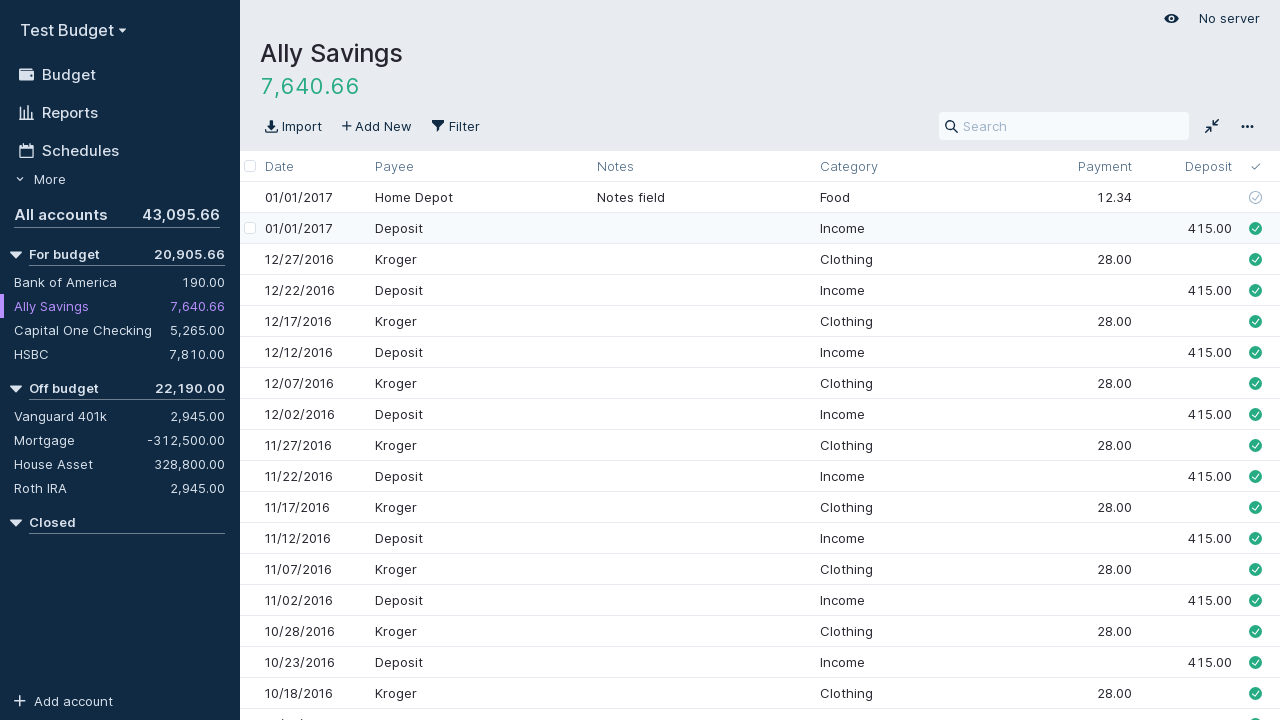 Test Budget
Budget
Reports
Schedules
More
All accounts 43,095.66
For budget 20,905.66
Bank of America 190.00
Ally Savings 7,640.66
Capital One Checking 5,265.00
HSBC 7,810.00
Off budget 22,190.00
Vanguard 401k 2,945.00
Mortgage -312,500.00
House Asset 328,800.00
Roth IRA 2,945.00
Closed
Add account
No server
Ally Savings
7,640.66
Import Add New Filter Search
Date Payee Notes Category Payment Deposit
01/01/2017 Home Depot Notes field Food 12.34
01/01/2017 Deposit Income 415.00
12/27/2016 Kroger Clothing 28.00
12/22/2016 Deposit Income 415.00
12/17/2016 Kroger Clothing 28.00
12/12/2016 Deposit Income 415.00
12/07/2016 Kroger Clothing 28.00
12/02/2016 Deposit Income 415.00
11/27/2016 Kroger Clothing 28.00
11/22/2016 Deposit Income 415.00
11/17/2016 Kroger Clothing 28.00
11/12/2016 Deposit Income 415.00
11/07/2016 Kroger Clothing 28.00
11/02/2016 Deposit Income 415.00
10/28/2016 Kroger Clothing 28.00
10/23/2016 Deposit Income 415.00
10/18/2016 Kroger Clothing 28.00